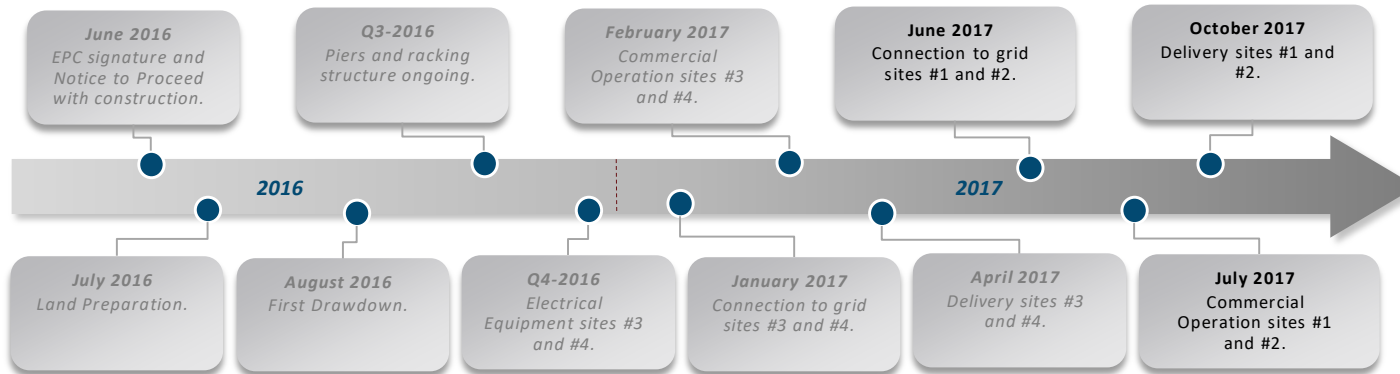 June 2016
EPC signature and
Notice to Proceed
with construction.
Q3-2016
Piers and racking
structure ongoing.
February 2017
Commercial
Operation sites #3
and #4.
June 2017
Connection to grid
sites #1 and #2.
October 2017
Delivery sites #1 and
#2.
2016
2017
July 2016
Land Preparation.
August 2016
First Drawdown.
Q4-2016
Electrical
Equipment sites #3
and #4.
January 2017
Connection to grid
sites #3 and #4.
April 2017
Delivery sites #3
and #4.
July 2017
Commercial
Operation sites #1
and #2.